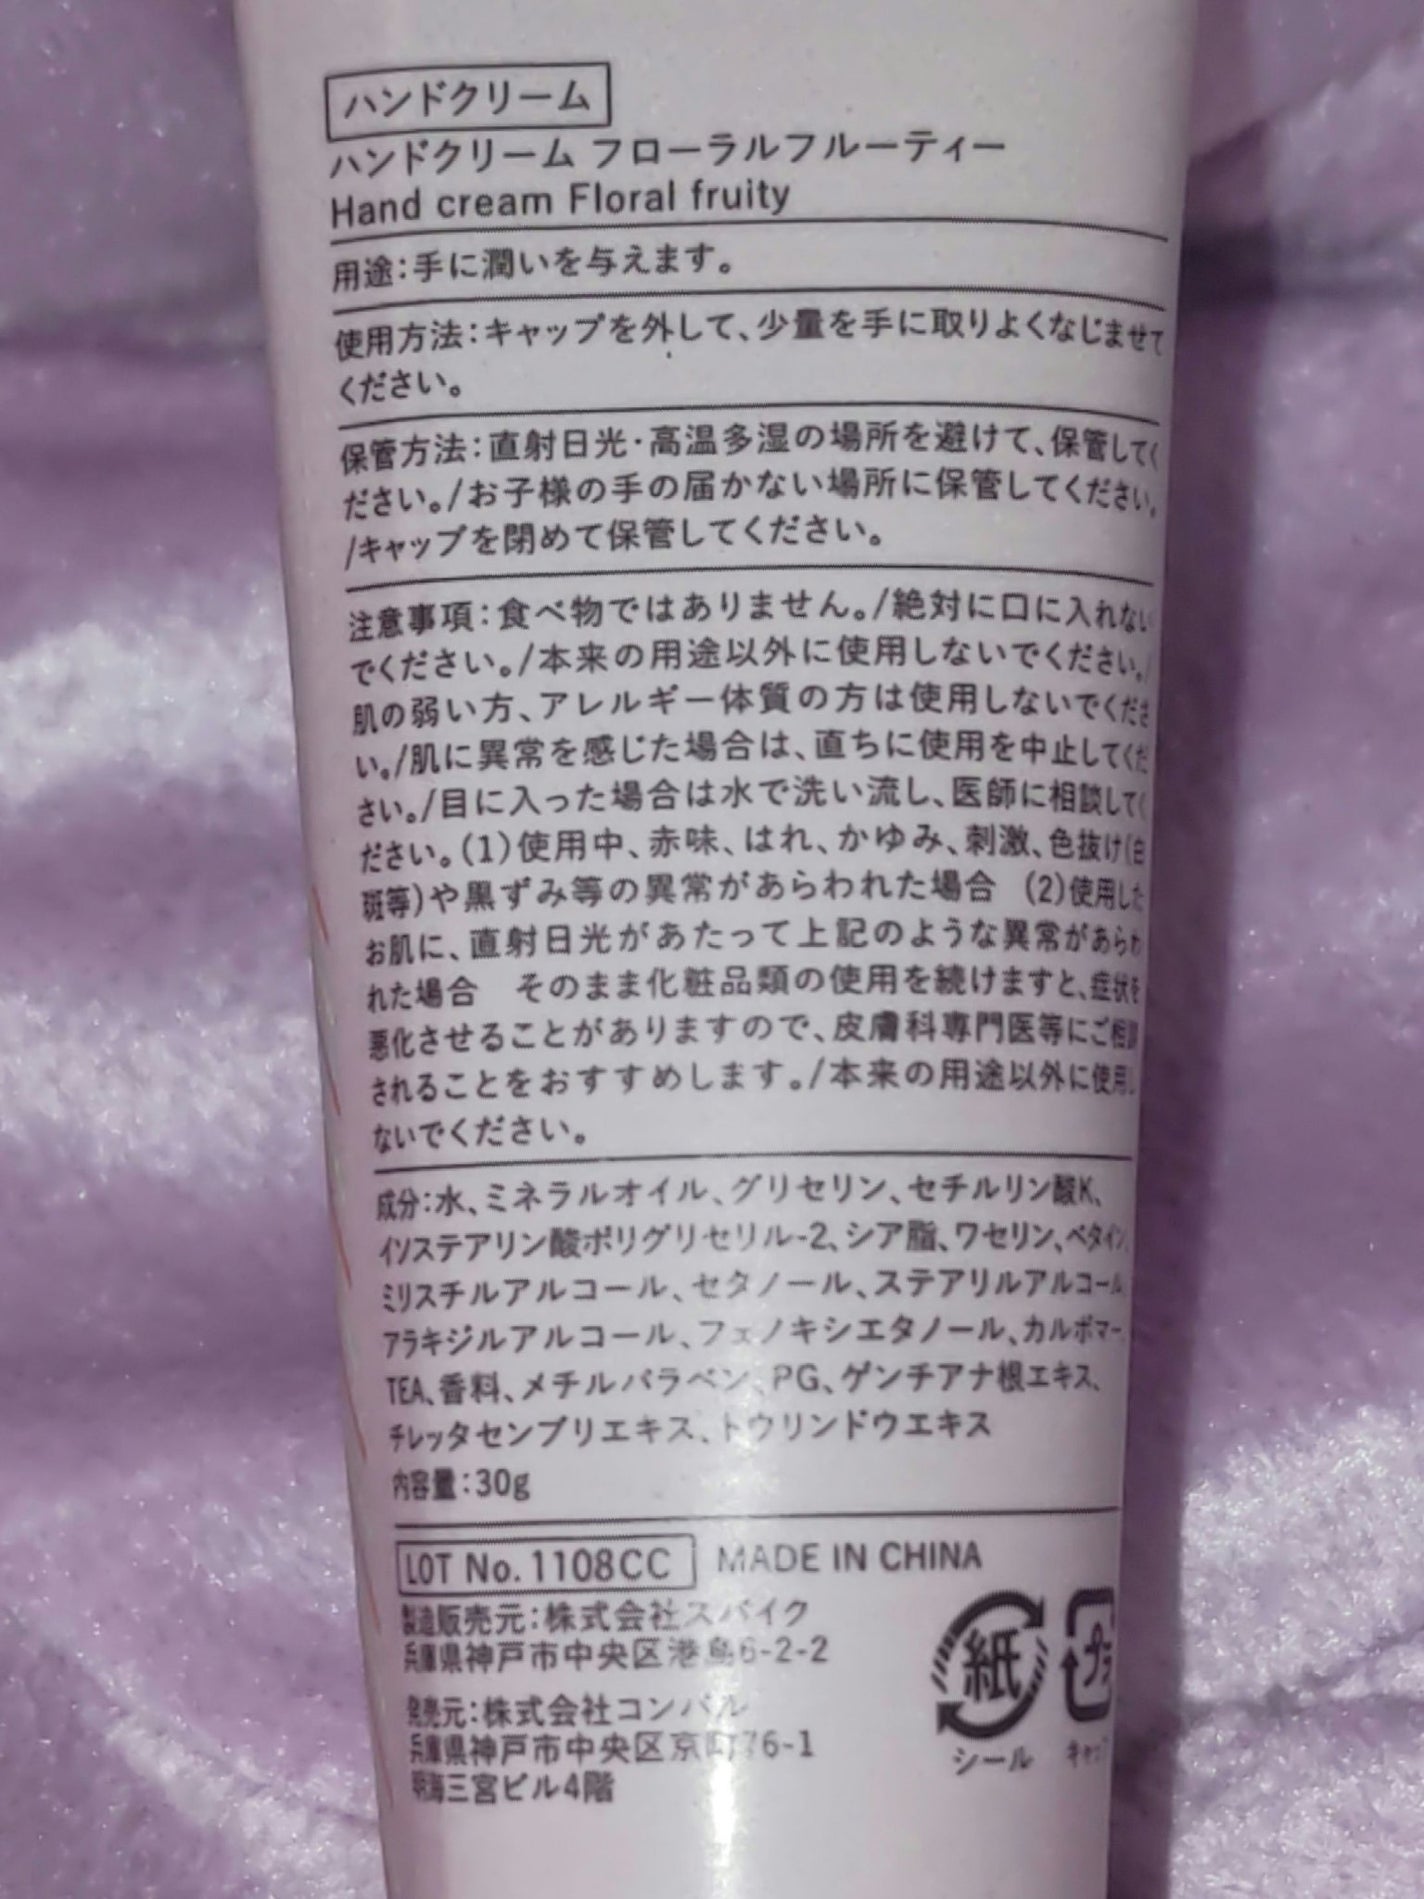 ハンドクリーム
ハンドクリーム フローラルフルーティー
Hand cream Floral fruity
用途：手に潤いを与えます。
使用方法：キャップを外して、少量を手に取りよくなじませて
ください。
保管方法：直射日光・高温多湿の場所を避けて、保管してく
ださい。/お子様の手の届かない場所に保管してください。
/キャップを閉めて保管してください。
注意事項：食べ物ではありません。/絶対に口に入れない
でください。/本来の用途以外に使用しないでください。/
肌の弱い方、アレルギー体質の方は使用しないでくださ
い。/肌に異常を感じた場合は、直ちに使用を中止してくだ
さい。/目に入った場合は水で洗い流し、医師に相談してく
ださい。(1)使用中、赤味、はれ、かゆみ、刺激、色抜け(白
斑等)や黒ずみ等の異常があらわれた場合　(2)使用した
お肌に、直射日光があたって上記のような異常があらわ
れた場合　そのまま化粧品類の使用を続けますと、症状を
悪化させることがありますので、皮膚科専門医等にご相談
されることをおすすめします。/本来の用途以外に使用し
ないでください。
成分：水、ミネラルオイル、グリセリン、セチルリン酸K、
イソステアリン酸ポリグリセリル-2、シア脂、ワセリン、ベタイン、
ミリスチルアルコール、セタノール、ステアリルアルコール、
アラキジルアルコール、フェノキシエタノール、カルボマー、
TEA、香料、メチルパラベン、PG、ゲンチアナ根エキス、
チレッタセンブリエキス、トウリンドウエキス
内容量：30g
LOT No. 1108CC MADE IN CHINA
製造販売元：株式会社スパイク
兵庫県神戸市中央区港島6-2-2
発売元：株式会社コンバル
兵庫県神戸市中央区京町76-1
明海三宮ビル4階
紙
シール
プラ
キャップ